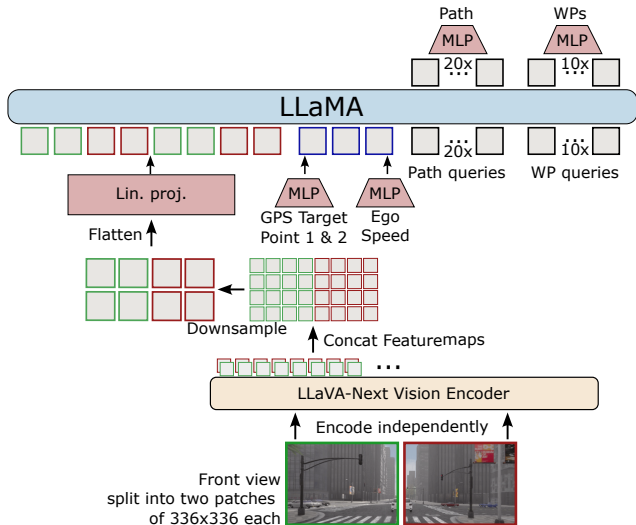 Path
WPs
MLP
MLP
20x
...
10x
...
LLaMA
...
20x
...
10x
Path queries
WP queries
Lin. proj.
MLP
MLP
GPS Target
Point 1 & 2
Ego
Speed
Flatten
Downsample
Concat Featuremaps
...
LLaVA-Next Vision Encoder
Encode independently
Front view
split into two patches
of 336x336 each